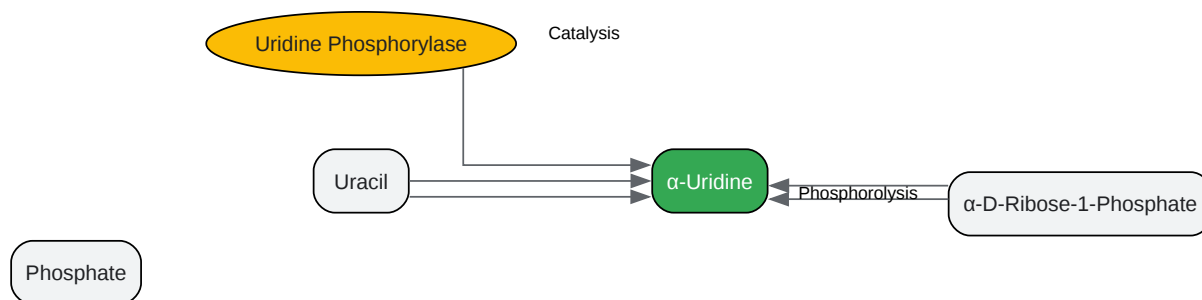 Uridine Phosphorylase
Catalysis
Uracil
α-Uridine
Phosphorolysis
α-D-Ribose-1-Phosphate
Phosphate